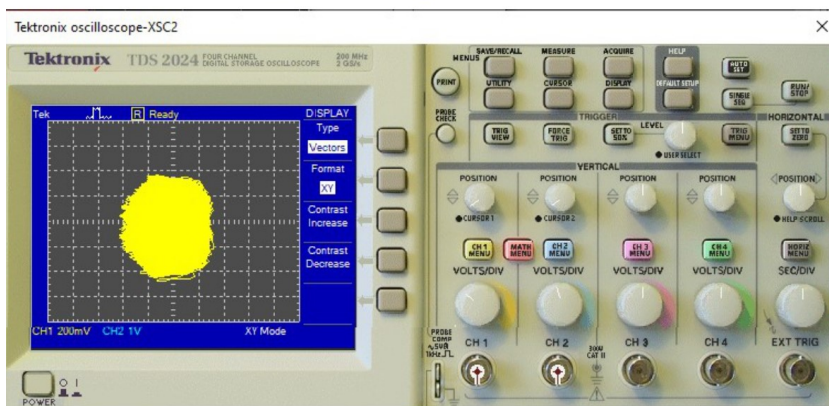 Tektronix oscilloscope-XSC2
Tektronix TDS 2024 FOUR CHANNEL DIGITAL STORAGE OSCILLOSCOPE 200 MHz 2 GS/s
Tek R Ready DISPLAY
Type
Vectors
Format
XY
Contrast
Increase
Contrast
Decrease
CH1 200mV CH2 1V XY Mode
POWER
MENUS SAVE/RECALL MEASURE ACQUIRE HELP
UTILITY CURSOR DISPLAY DEFAULT SETUP
PRINT
AUTO SET
SINGLE SEQ
RUN/ STOP
PROBE CHECK
TRIGGER
TRIG VIEW FORCE TRIG SET TO 50% LEVEL TRIG MENU
USER SELECT
HORIZONTAL
SET TO ZERO
VERTICAL
POSITION POSITION POSITION POSITION POSITION
CURSOR 1 CURSOR 2 HELP SCROLL
CH 1 MENU MATH MENU CH 2 MENU CH 3 MENU CH 4 MENU HORIZ MENU
VOLTS/DIV VOLTS/DIV VOLTS/DIV VOLTS/DIV SEC/DIV
PROBE COMP
~5V
1kHz
CH 1 CH 2 300V CAT II CH 3 CH 4 EXT TRIG